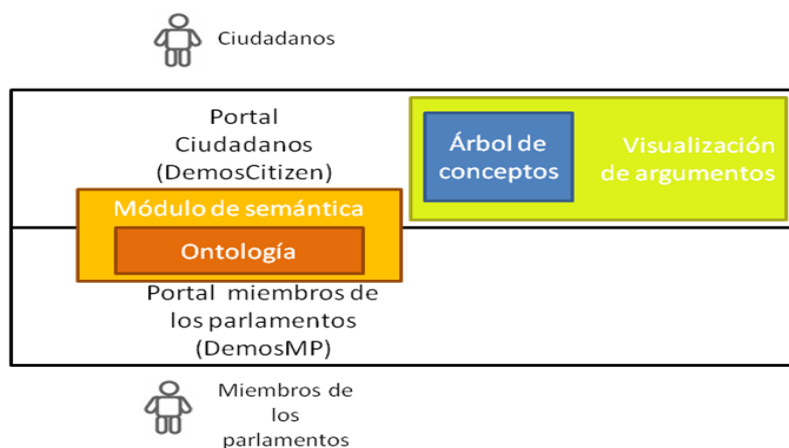 Ciudadanos
Portal
Ciudadanos
(DemosCitizen)
Árbol de
conceptos
Visualización
de argumentos
Módulo de semántica
Ontología
Portal miembros de
los parlamentos
(DemosMP)
Miembros de
los
parlamentos